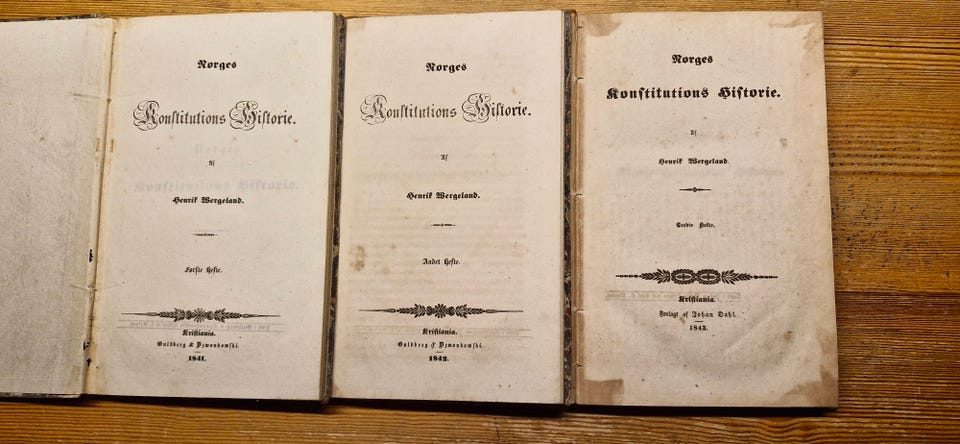 Norges
Konstitutions Historie.
Af
Henrik Wergeland.
Første Hefte.
Kristiania.
Guldberg & Dzwonkowski.
1841.
Norges
Konstitutions Historie.
Af
Henrik Wergeland.
Andet Hefte.
Kristiania.
Guldberg & Dzwonkowski.
1842.
Norges
Konstitutions Historie.
Af
Henrik Wergeland.
Tredie Hefte.
Kristiania.
Forlagt af Johan Dahl.
1843.